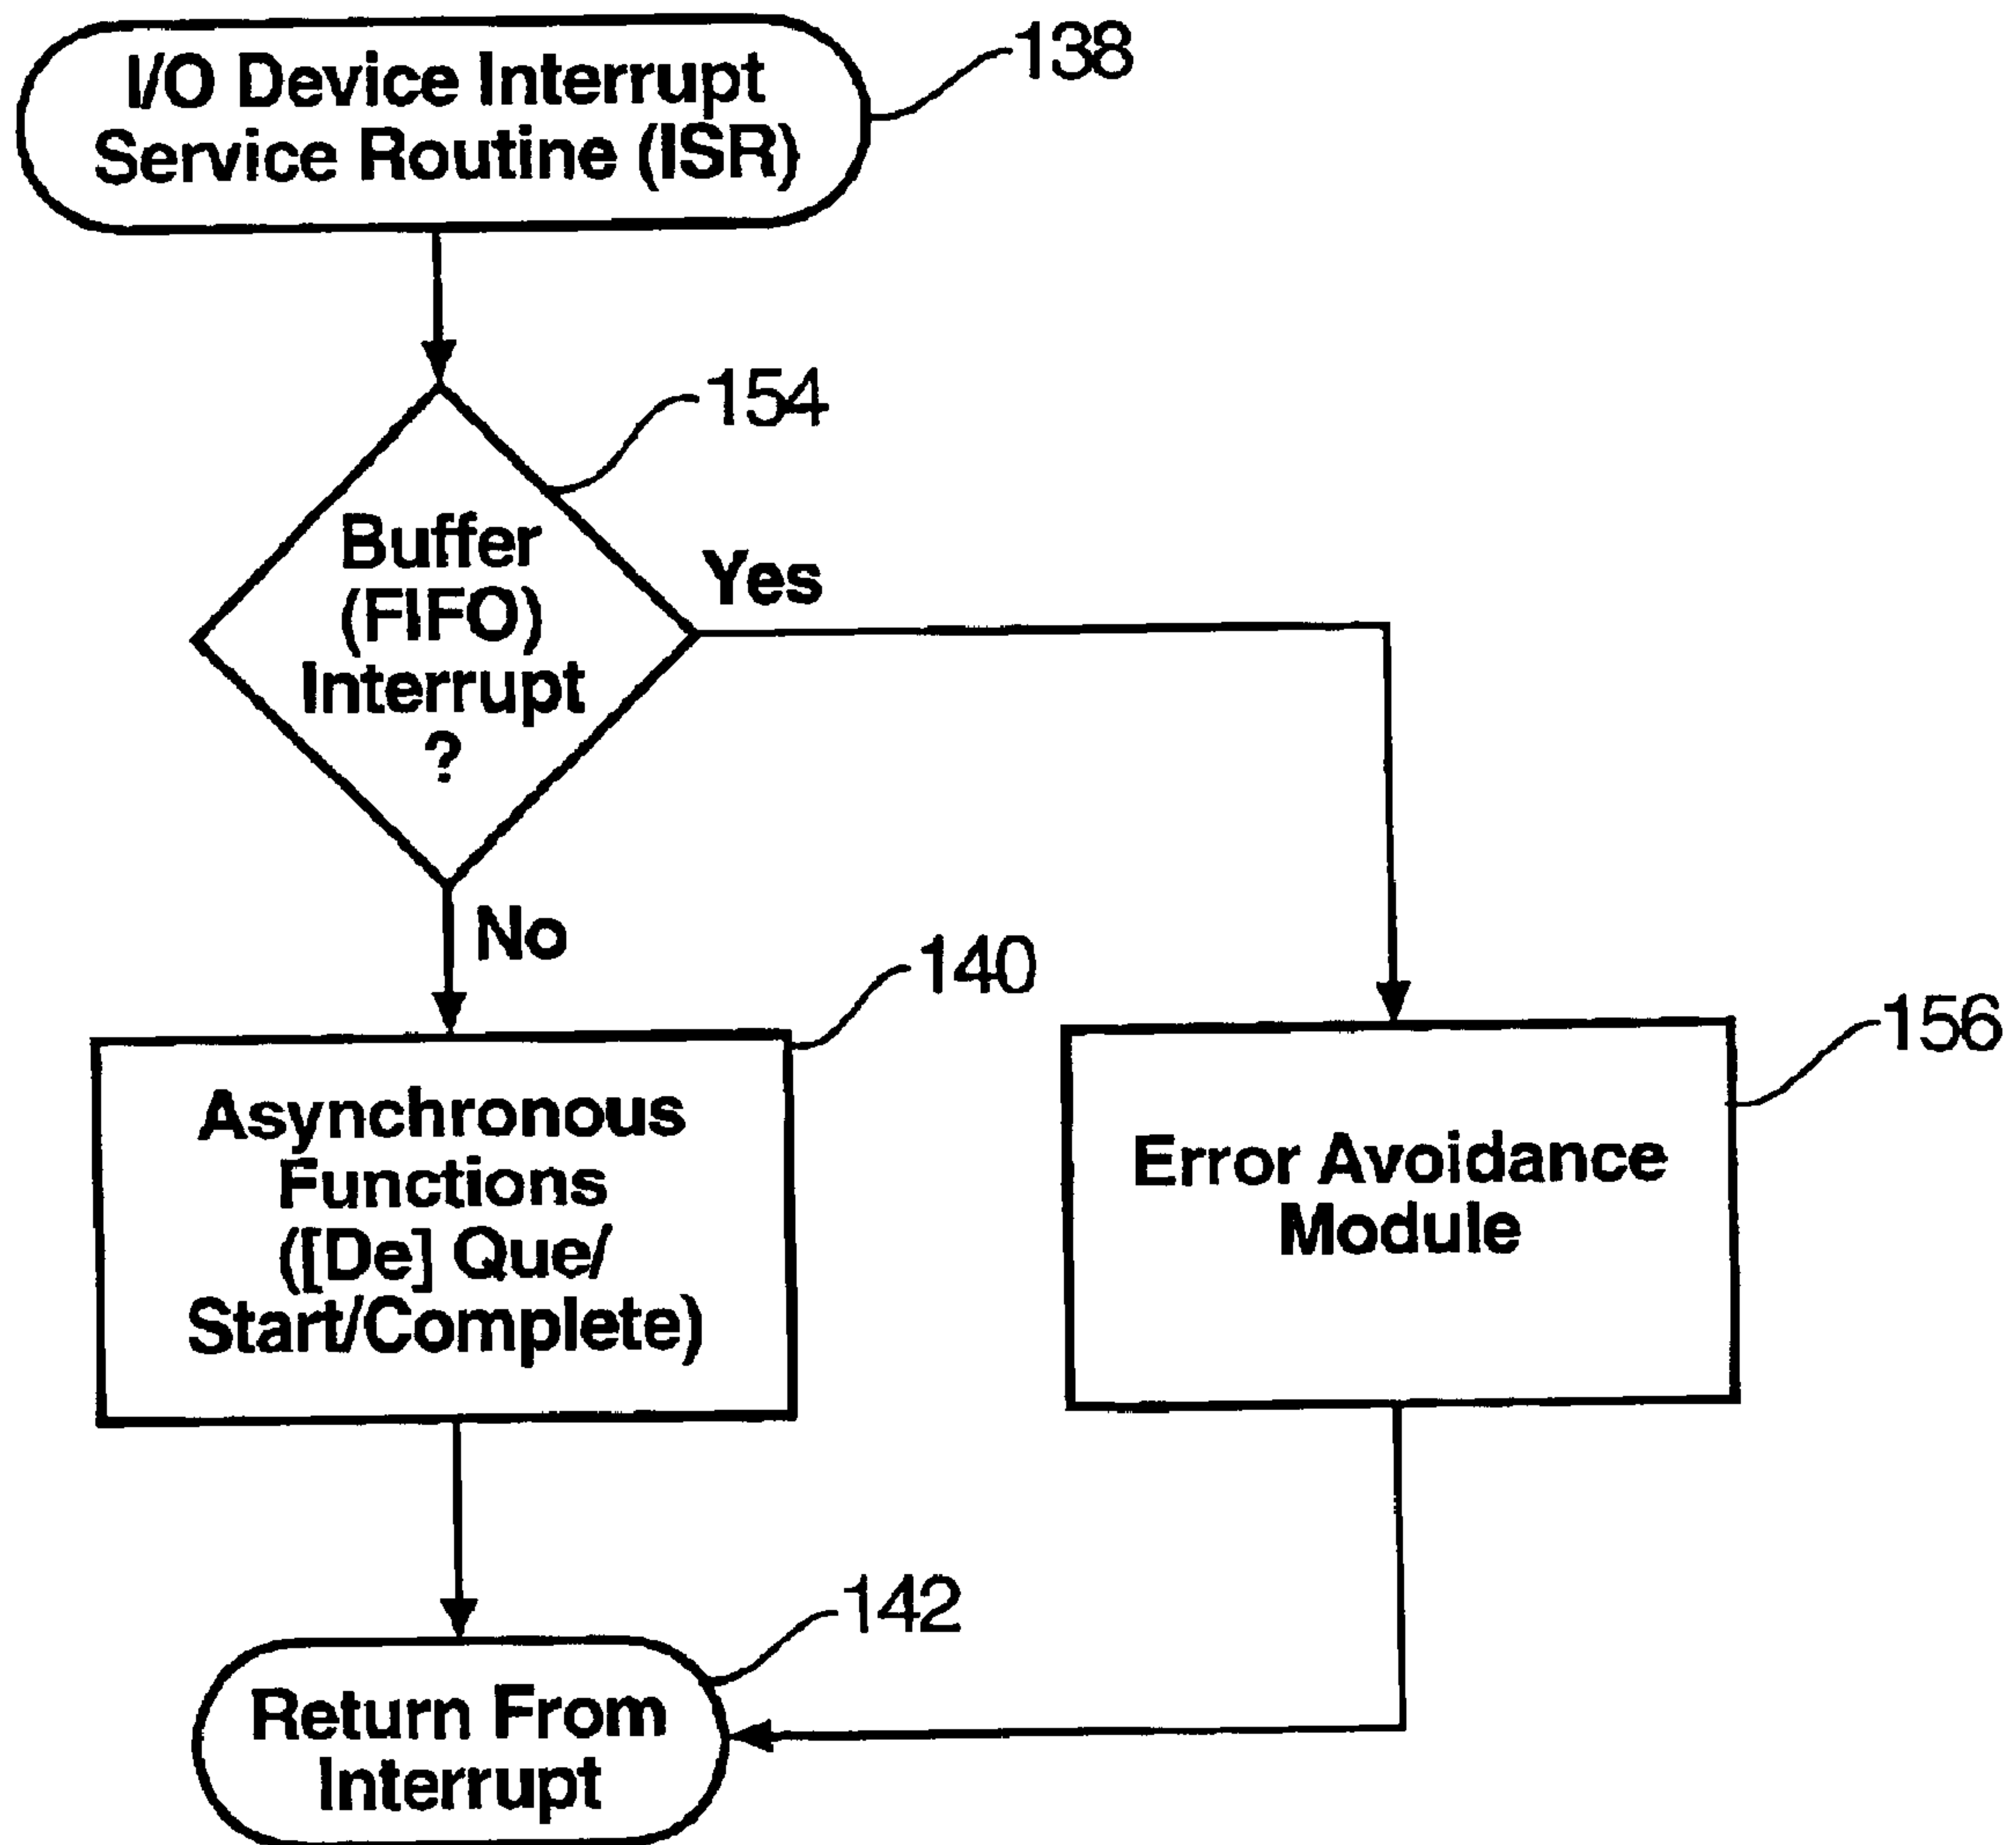 I/O Device Interrupt
Service Routine (ISR)
138
154
Buffer
(FIFO)
Interrupt
?
Yes
No
140
156
Asynchronous
Functions
([De] Que/
Start/Complete)
Error Avoidance
Module
142
Return From
Interrupt